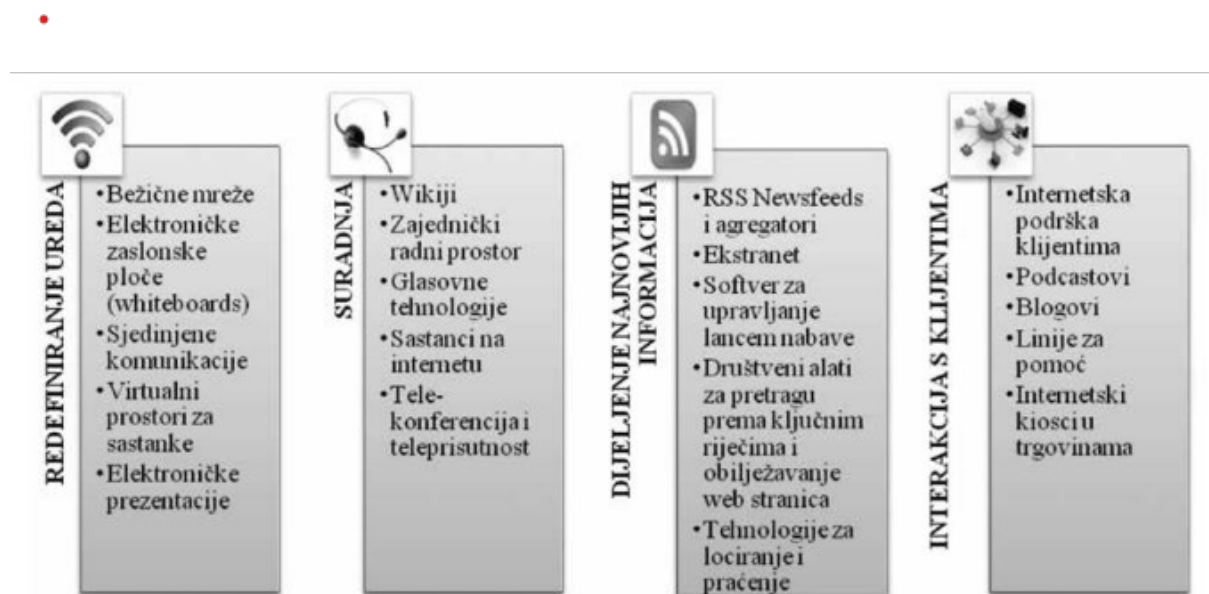 REDEFINIRANJE UREDA
•Bežične mreže
•Elektroničke
zaslonske
ploče
(whiteboards)
•Sjedinjene
komunikacije
•Virtualni
prostori za
sastanke
•Elektroničke
prezentacije
SURADNJA
•Wikiji
•Zajednički
radni prostor
•Glasovne
tehnologije
•Sastanci na
internetu
•Tele-
konferencija i
teleprisutnost
DIJELJENJE NAJNOVIJIH
INFORMACIJA
•RSS Newsfeeds
i agregatori
•Ekstranet
•Softver za
upravljanje
lancem nabave
•Društveni alati
za pretragu
prema ključnim
riječima i
obilježavanje
web stranica
•Tehnologije za
lociranje i
praćenje
INTERAKCIJA S KLIJENTIMA
•Internetska
podrška
klijentima
•Podcastovi
•Blogovi
•Linije za
pomoć
•Internetski
kiosci u
trgovinama